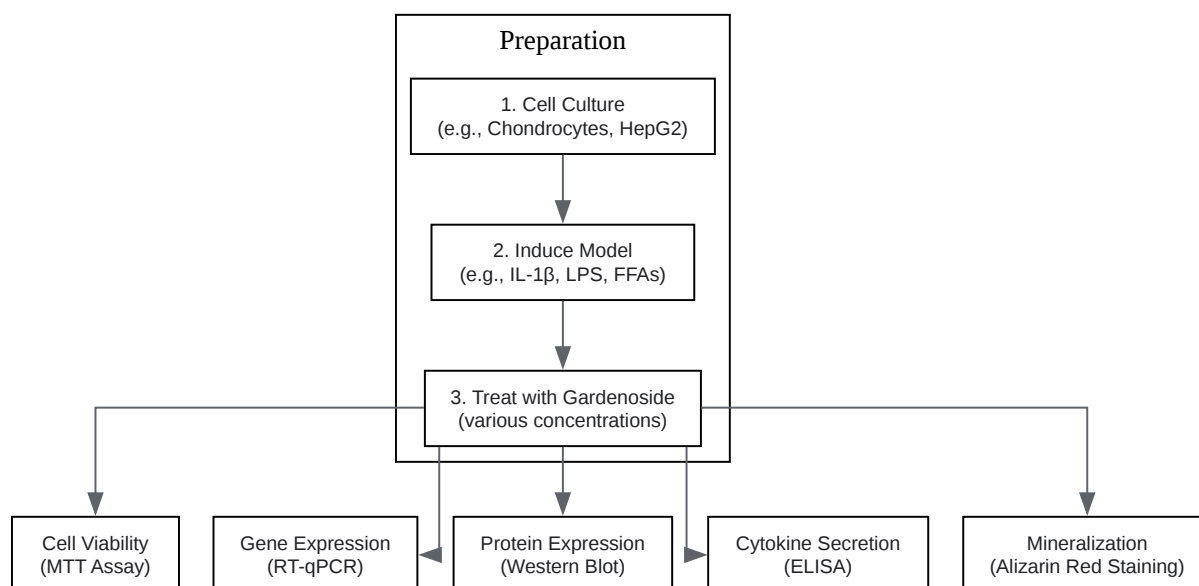 Preparation
1. Cell Culture
(e.g., Chondrocytes, HepG2)
2. Induce Model
(e.g., IL-1β, LPS, FFAs)
3. Treat with Gardenoside
(various concentrations)
Cell Viability
(MTT Assay)
Gene Expression
(RT-qPCR)
Protein Expression
(Western Blot)
Cytokine Secretion
(ELISA)
Mineralization
(Alizarin Red Staining)